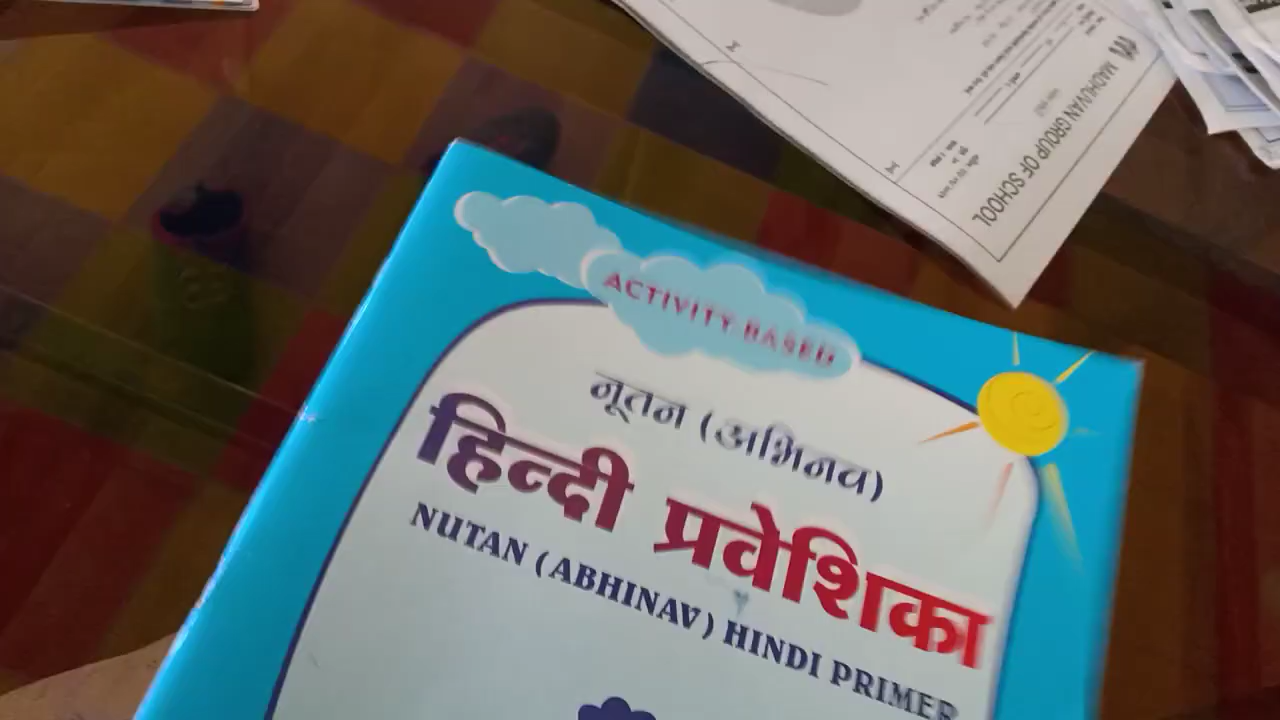 ACTIVITY BASED
नूतन (अभिनव)
हिन्दी प्रवेशिका
NUTAN (ABHINAV) HINDI PRIMER
MADHUVAN GROUP OF SCHOOL